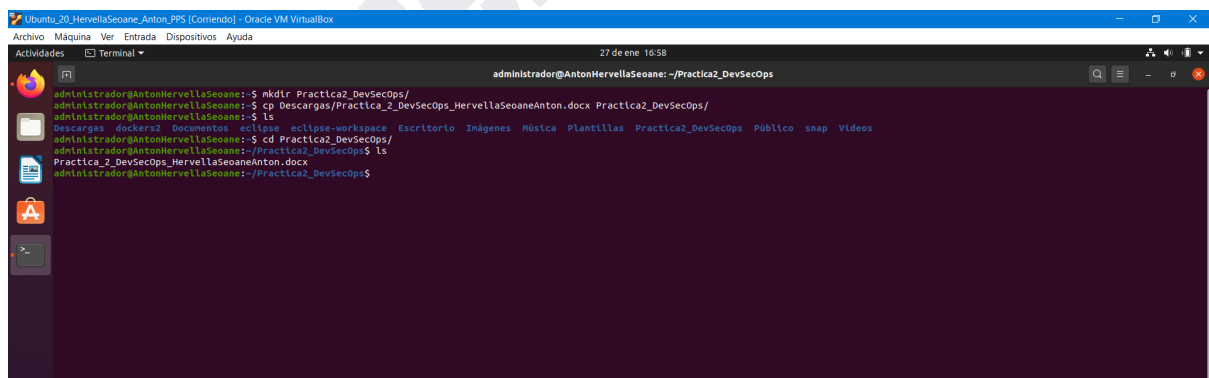 Ubuntu_20_HervellaSeoane_Anton_PPS [Corriendo] - Oracle VM VirtualBox
Archivo Máquina Ver Entrada Dispositivos Ayuda
Actividades Terminal 27 de ene 16:58
administrador@AntonHervellaSeoane: ~/Practica2_DevSecOps
administrador@AntonHervellaSeoane:~$ mkdir Practica2_DevSecOps/
administrador@AntonHervellaSeoane:~$ cp Descargas/Practica_2_DevSecOps_HervellaSeoaneAnton.docx Practica2_DevSecOps/
administrador@AntonHervellaSeoane:~$ ls
Descargas dockers2 Documentos eclipse eclipse-workspace Escritorio Imágenes Música Plantillas Practica2_DevSecOps Público snap Vídeos
administrador@AntonHervellaSeoane:~$ cd Practica2_DevSecOps/
administrador@AntonHervellaSeoane:~/Practica2_DevSecOps$ ls
Practica_2_DevSecOps_HervellaSeoaneAnton.docx
administrador@AntonHervellaSeoane:~/Practica2_DevSecOps$